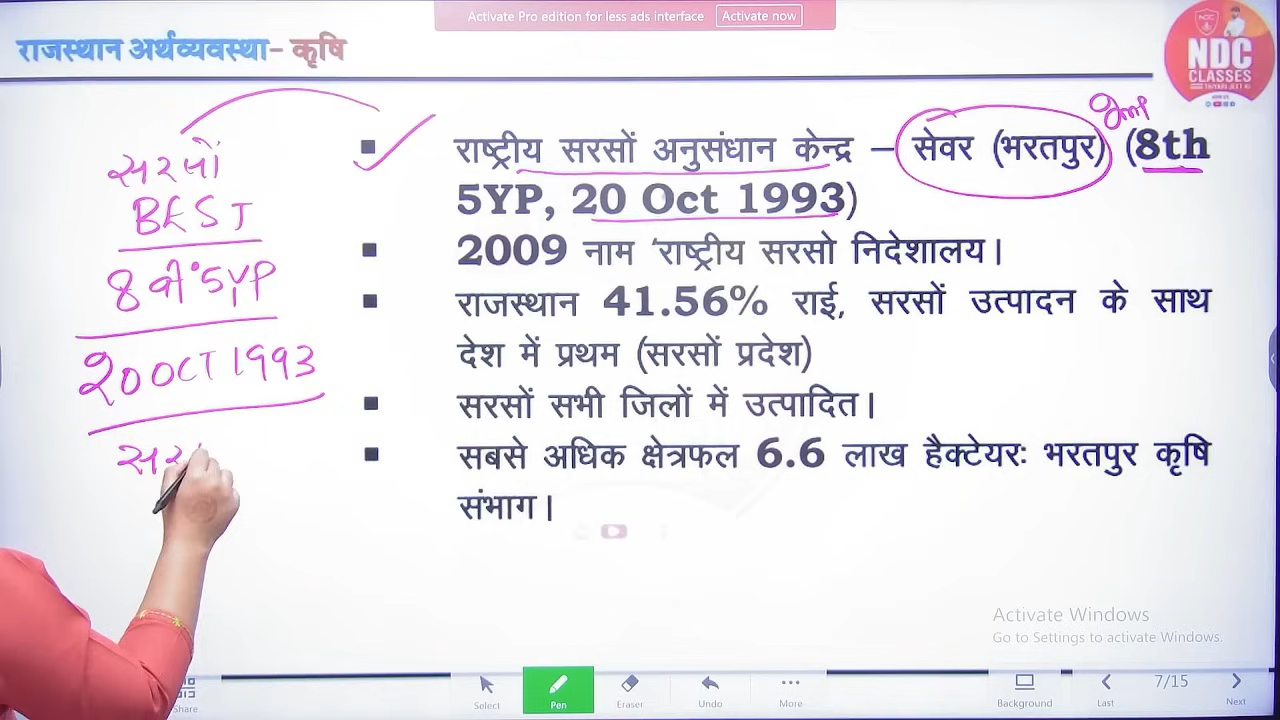 Activate Pro edition for less ads interface Activate now
राजस्थान अर्थव्यवस्था- कृषि
NDC
NDC
CLASSES
सरसों
BEST
8वीं 5YP
20 OCT 1993
सर
Imp
▪ राष्ट्रीय सरसों अनुसंधान केन्द्र – सेवर (भरतपुर) (8th
5YP, 20 Oct 1993)
▪ 2009 नाम 'राष्ट्रीय सरसो निदेशालय।
▪ राजस्थान 41.56% राई, सरसों उत्पादन के साथ
देश में प्रथम (सरसों प्रदेश)
▪ सरसों सभी जिलों में उत्पादित।
▪ सबसे अधिक क्षेत्रफल 6.6 लाख हैक्टेयरः भरतपुर कृषि
संभाग।
Activate Windows
Go to Settings to activate Windows.
Share
Select
Pen
Eraser
Undo
More
Background
Last
7/15
Next